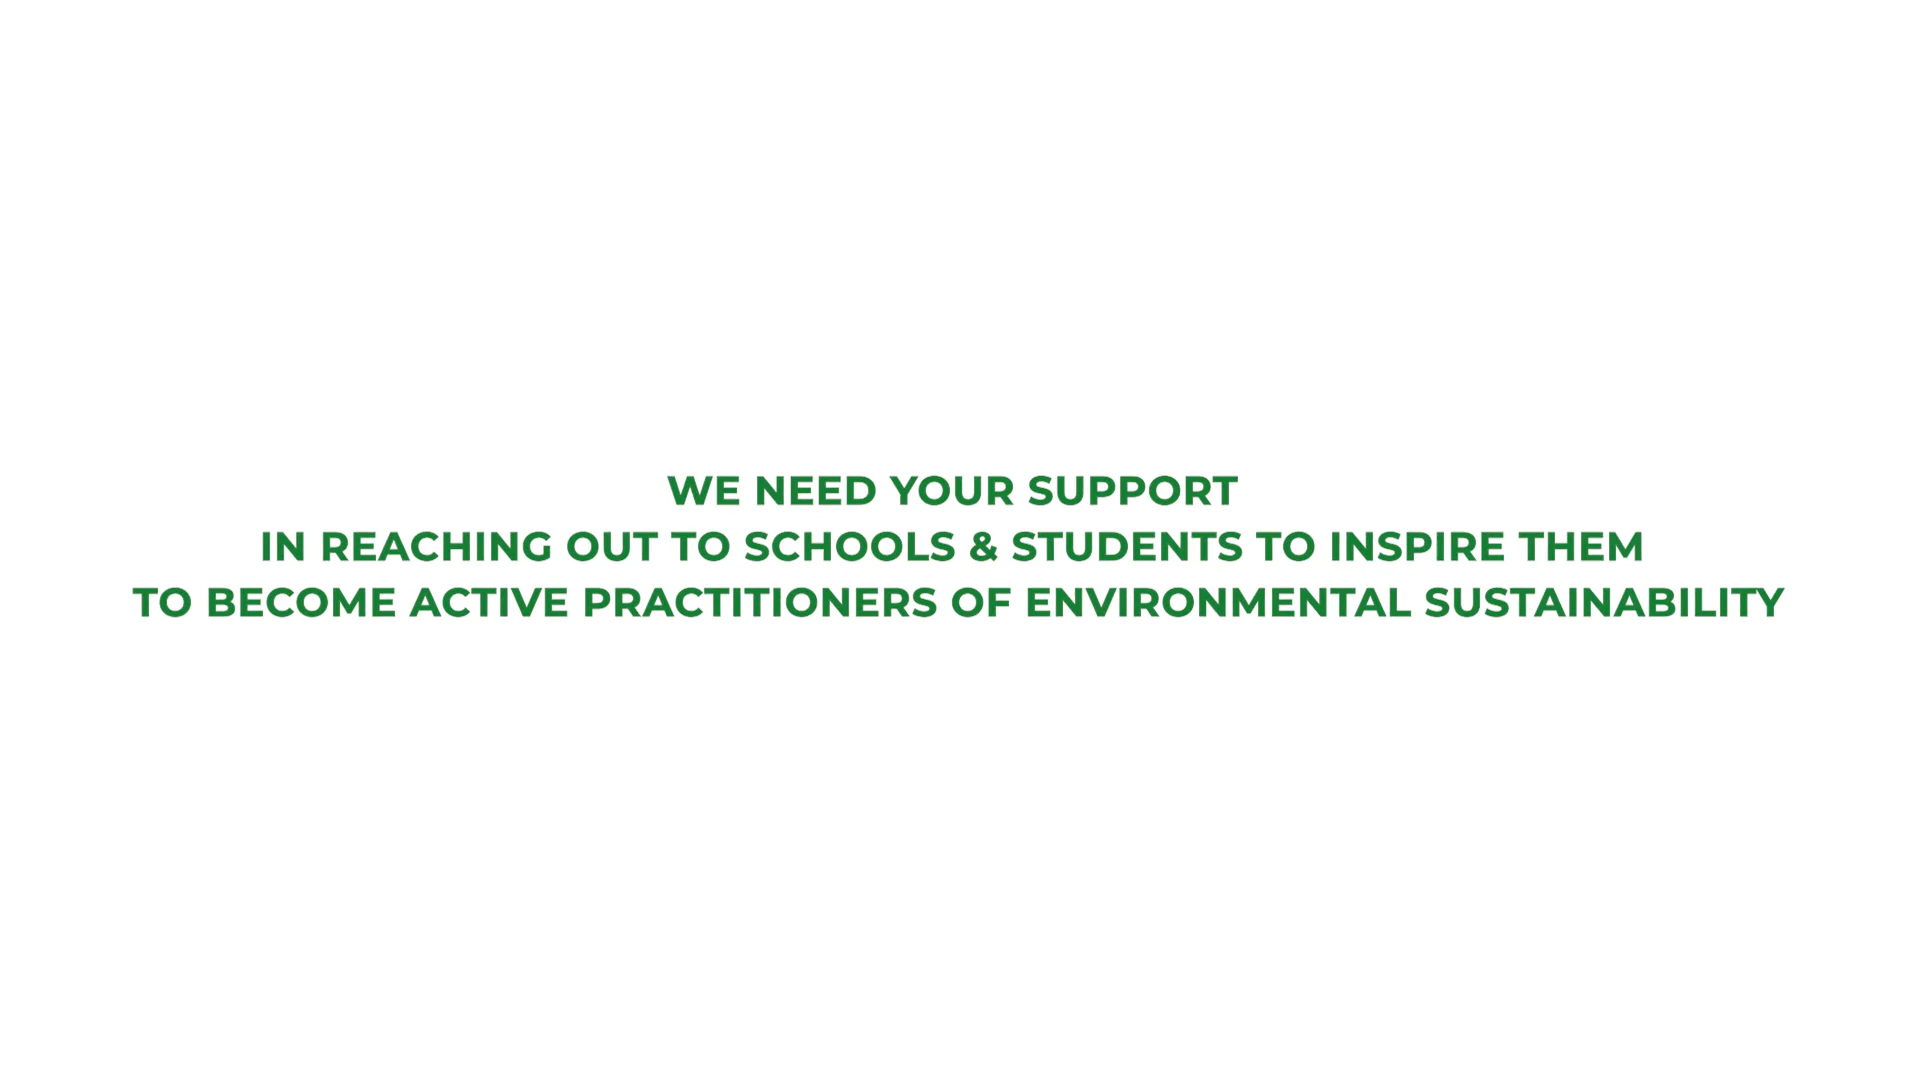 WE NEED YOUR SUPPORT
IN REACHING OUT TO SCHOOLS & STUDENTS TO INSPIRE THEM
TO BECOME ACTIVE PRACTITIONERS OF ENVIRONMENTAL SUSTAINABILITY